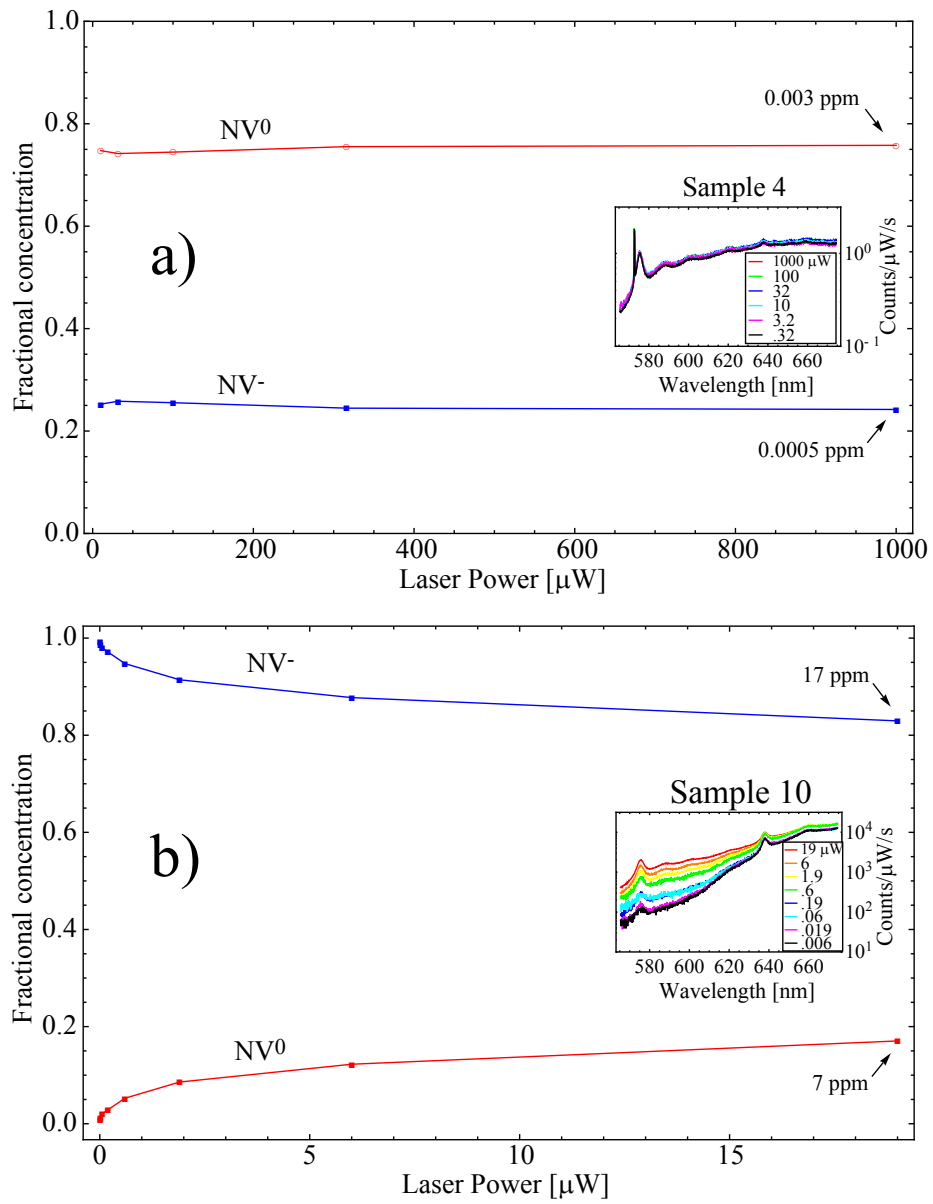 1.0
0.8
0.6
0.4
0.2
0.0
Fractional concentration
NV0
0.003 ppm
a)
Sample 4
1000 μW
100
32
10
3.2
.32
10^0
10^-1
Counts/μW/s
580 600 620 640 660
Wavelength [nm]
NV-
0.0005 ppm
0 200 400 600 800 1000
Laser Power [μW]
1.0
0.8
0.6
0.4
0.2
0.0
Fractional concentration
NV-
17 ppm
b)
Sample 10
19 μW
6
1.9
.6
.19
.06
.019
.006
10^4
10^3
10^2
10^1
Counts/μW/s
580 600 620 640 660
Wavelength [nm]
NV0
7 ppm
0 5 10 15
Laser Power [μW]